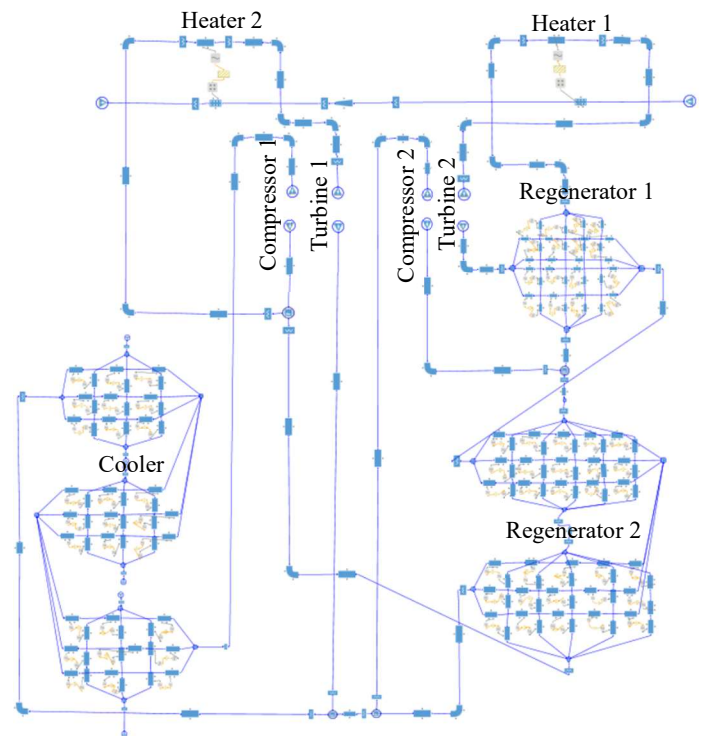 Heater 2
Heater 1
Compressor 1
Turbine 1
Compressor 2
Turbine 2
Regenerator 1
Cooler
Regenerator 2